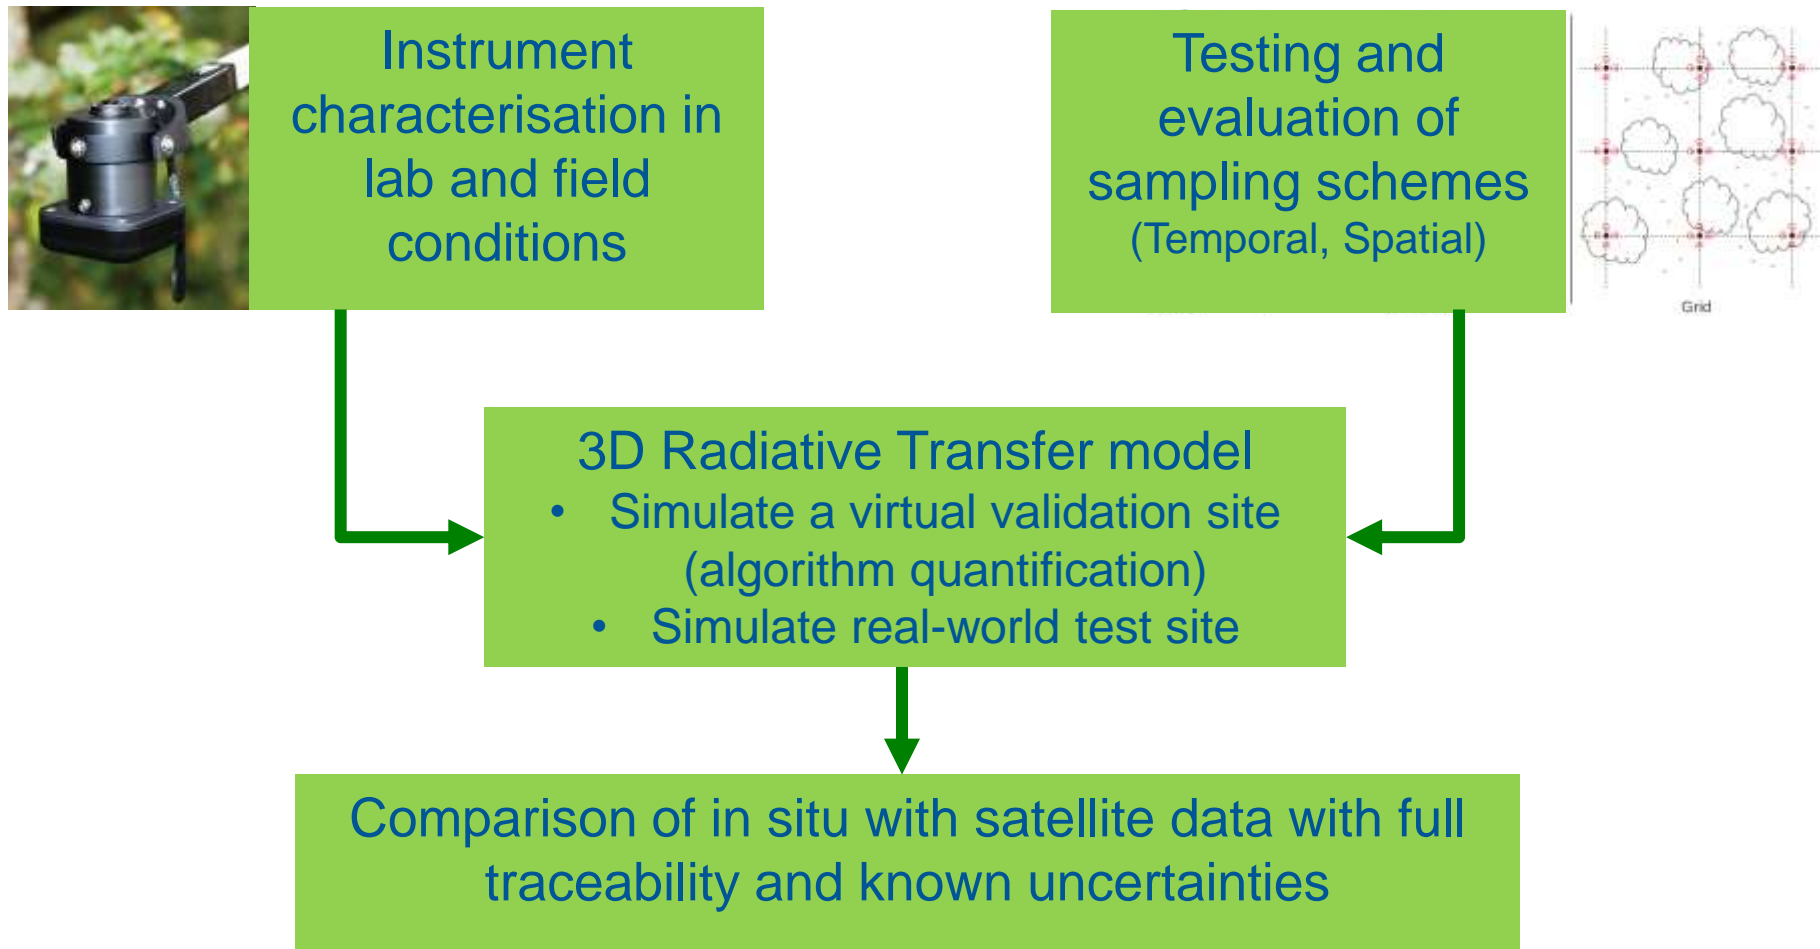 Instrument
characterisation in
lab and field
conditions
Testing and
evaluation of
sampling schemes
(Temporal, Spatial)
Grid
3D Radiative Transfer model
• Simulate a virtual validation site
(algorithm quantification)
• Simulate real-world test site
Comparison of in situ with satellite data with full
traceability and known uncertainties